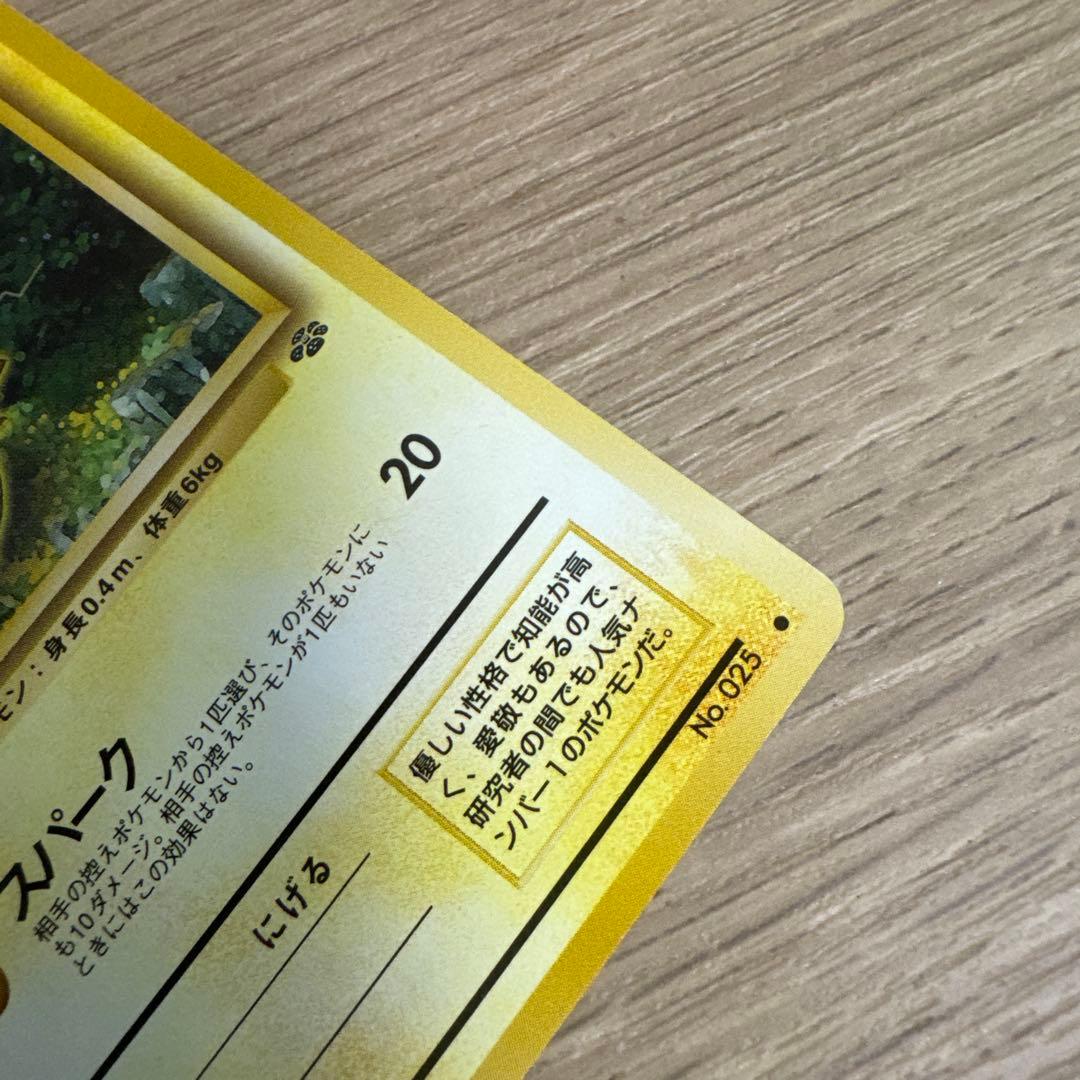 モン：身長0.4m、体重6kg
スパーク
20
相手の控えポケモンから1匹選び、そのポケモンに
も10ダメージ。相手の控えポケモンが1匹もいない
ときにはこの効果はない。
にげる
優しい性格で知能が高
く、愛敬もあるので、
研究者の間でも人気ナ
ンバー1のポケモンだ。
No. 025